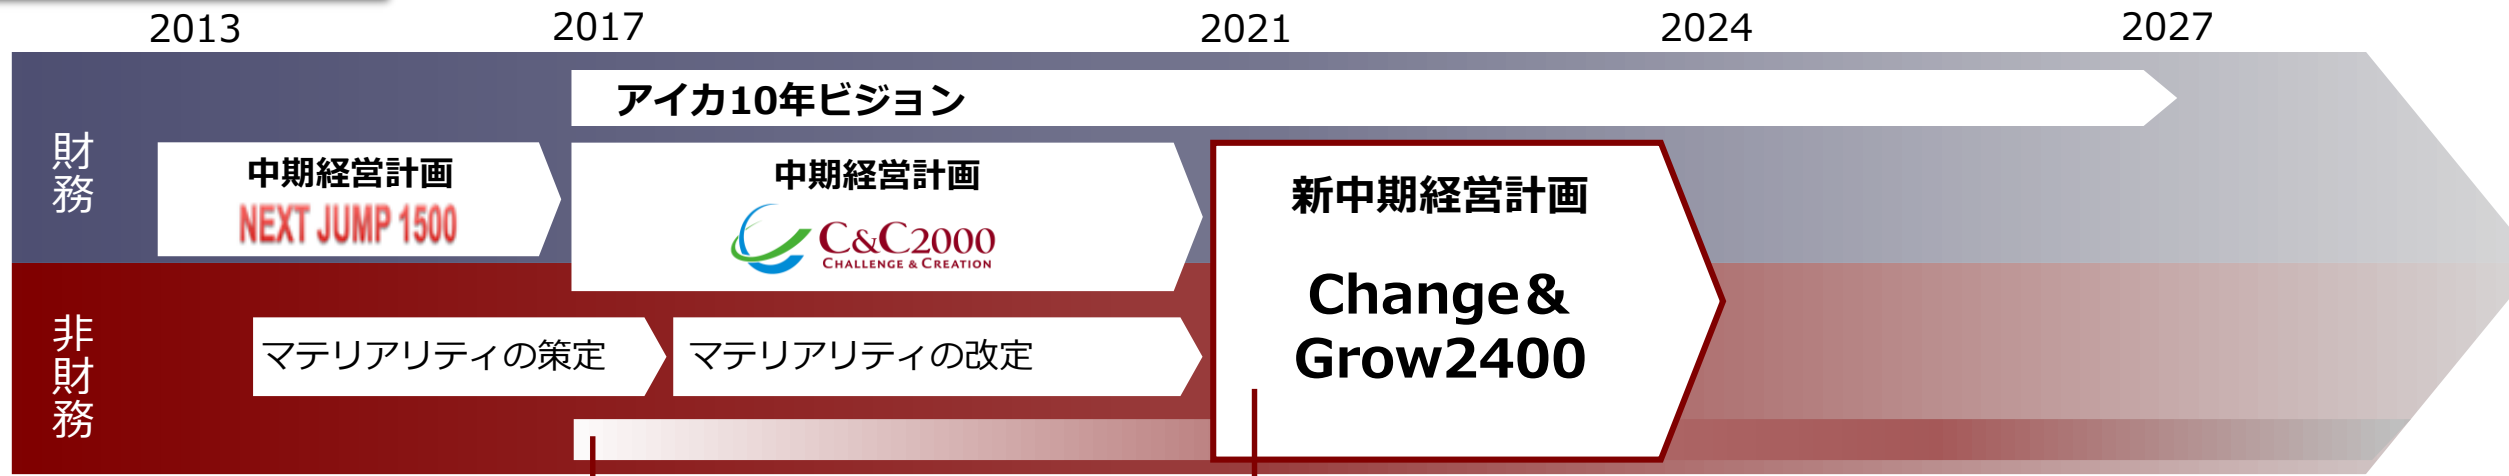 2013
2017
2021
2024
2027
アイカ10年ビジョン
財務
中期経営計画
NEXT JUMP 1500
中期経営計画
C&C2000
CHALLENGE & CREATION
新中期経営計画
Change&
Grow2400
非財務
マテリアリティの策定
マテリアリティの改定